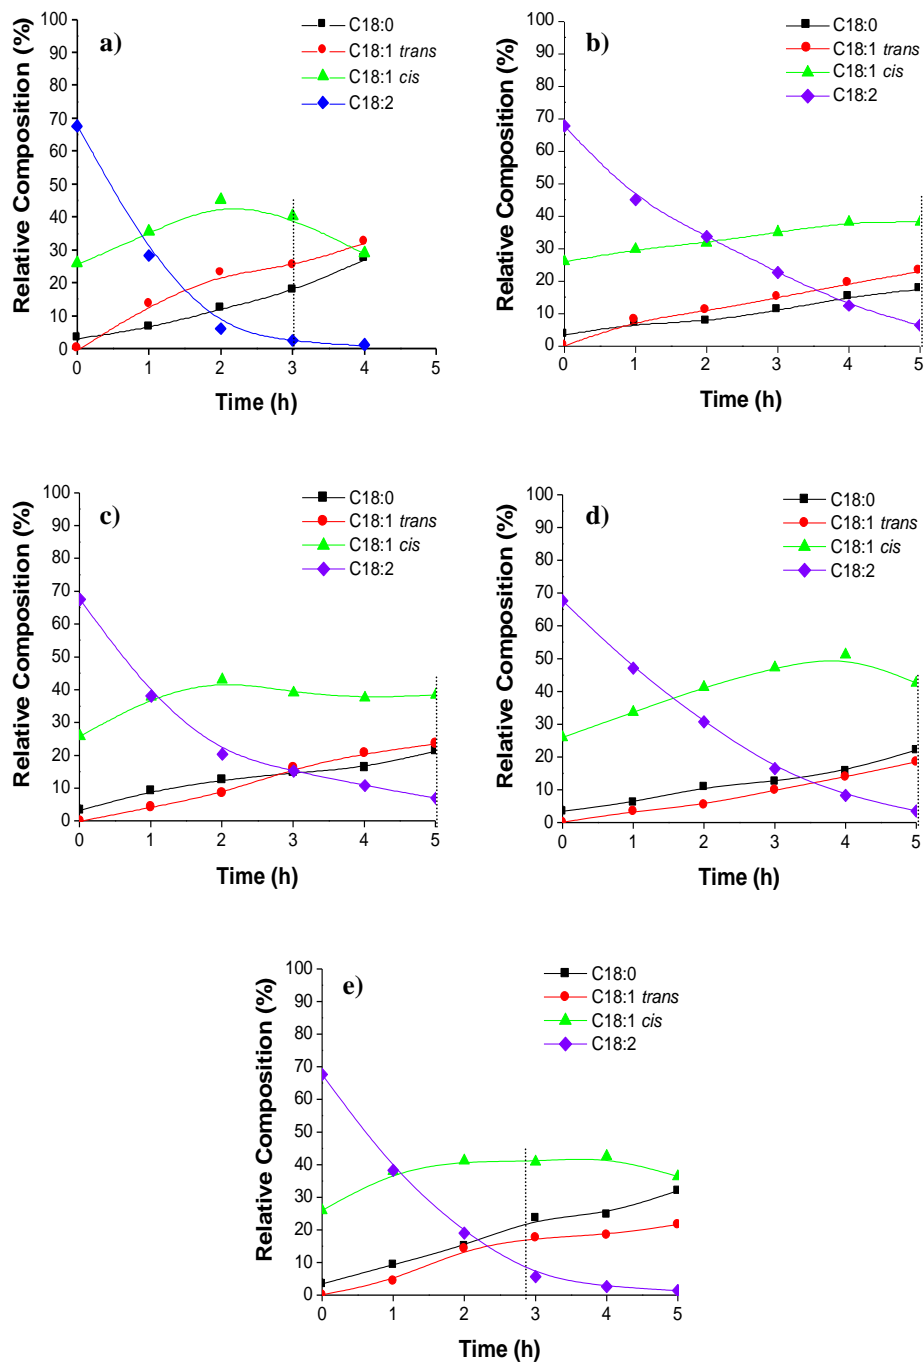 a)
C18:0
C18:1 trans
C18:1 cis
C18:2
Relative Composition (%)
100
90
80
70
60
50
40
30
20
10
0
0 1 2 3 4 5
Time (h)
b)
C18:0
C18:1 trans
C18:1 cis
C18:2
Relative Composition (%)
100
90
80
70
60
50
40
30
20
10
0
0 1 2 3 4 5
Time (h)
c)
C18:0
C18:1 trans
C18:1 cis
C18:2
Relative Composition (%)
100
90
80
70
60
50
40
30
20
10
0
0 1 2 3 4 5
Time (h)
d)
C18:0
C18:1 trans
C18:1 cis
C18:2
Relative Composition (%)
100
90
80
70
60
50
40
30
20
10
0
0 1 2 3 4 5
Time (h)
e)
C18:0
C18:1 trans
C18:1 cis
C18:2
Relative Composition (%)
100
90
80
70
60
50
40
30
20
10
0
0 1 2 3 4 5
Time (h)